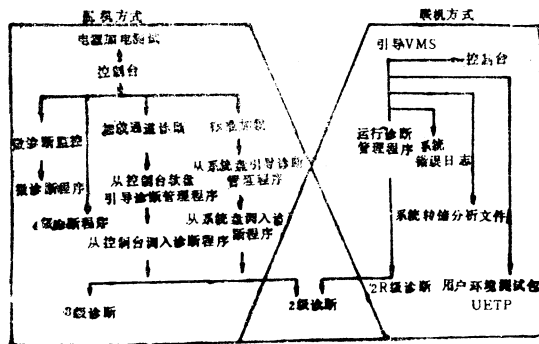 脱机方式
联机方式
电源加电测试
控制台
引导VMS
控制台
微诊断监控
通道诊断
微诊断程序
4级诊断程序
从控制台软盘
引导诊断管理程序
从控制台调入诊断程序
从系统盘引导诊断
管理程序
从系统盘调入诊
断程序
运行诊断
管理程序
系统
错误日志
系统转储分析文件
3级诊断
2级诊断
2R级诊断
用户环境测试包
UETP